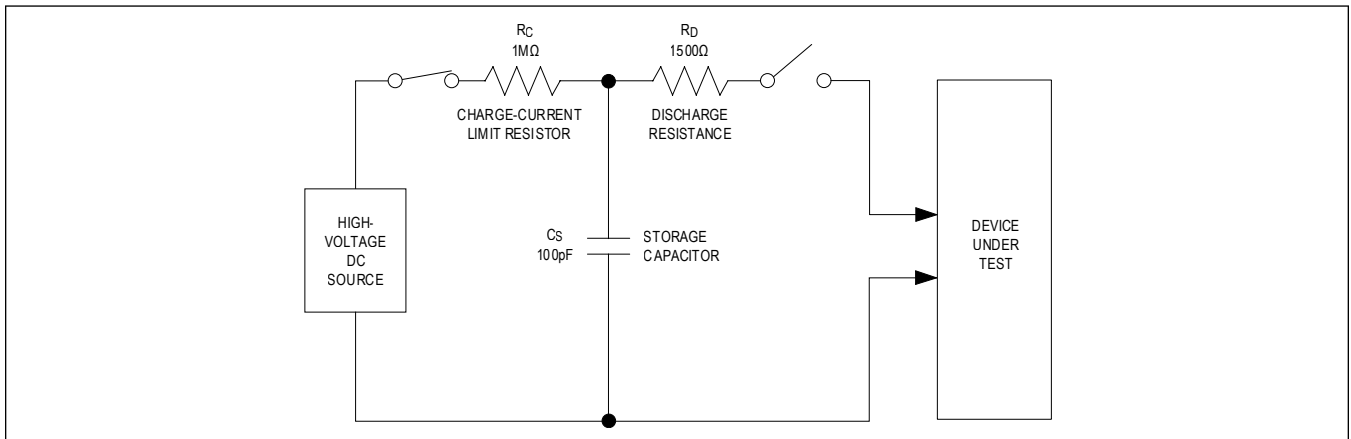 RC
1MΩ
RD
1500Ω
CHARGE-CURRENT
LIMIT RESISTOR
DISCHARGE
RESISTANCE
HIGH-
VOLTAGE
DC
SOURCE
CS
100pF
STORAGE
CAPACITOR
DEVICE
UNDER
TEST